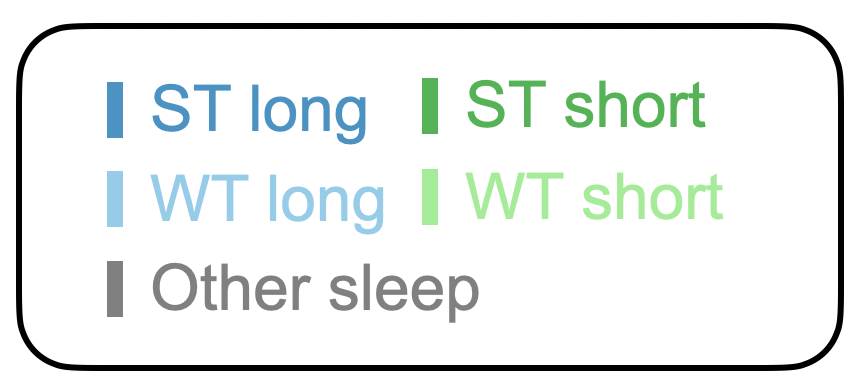 ST long ST short
WT long WT short
Other sleep